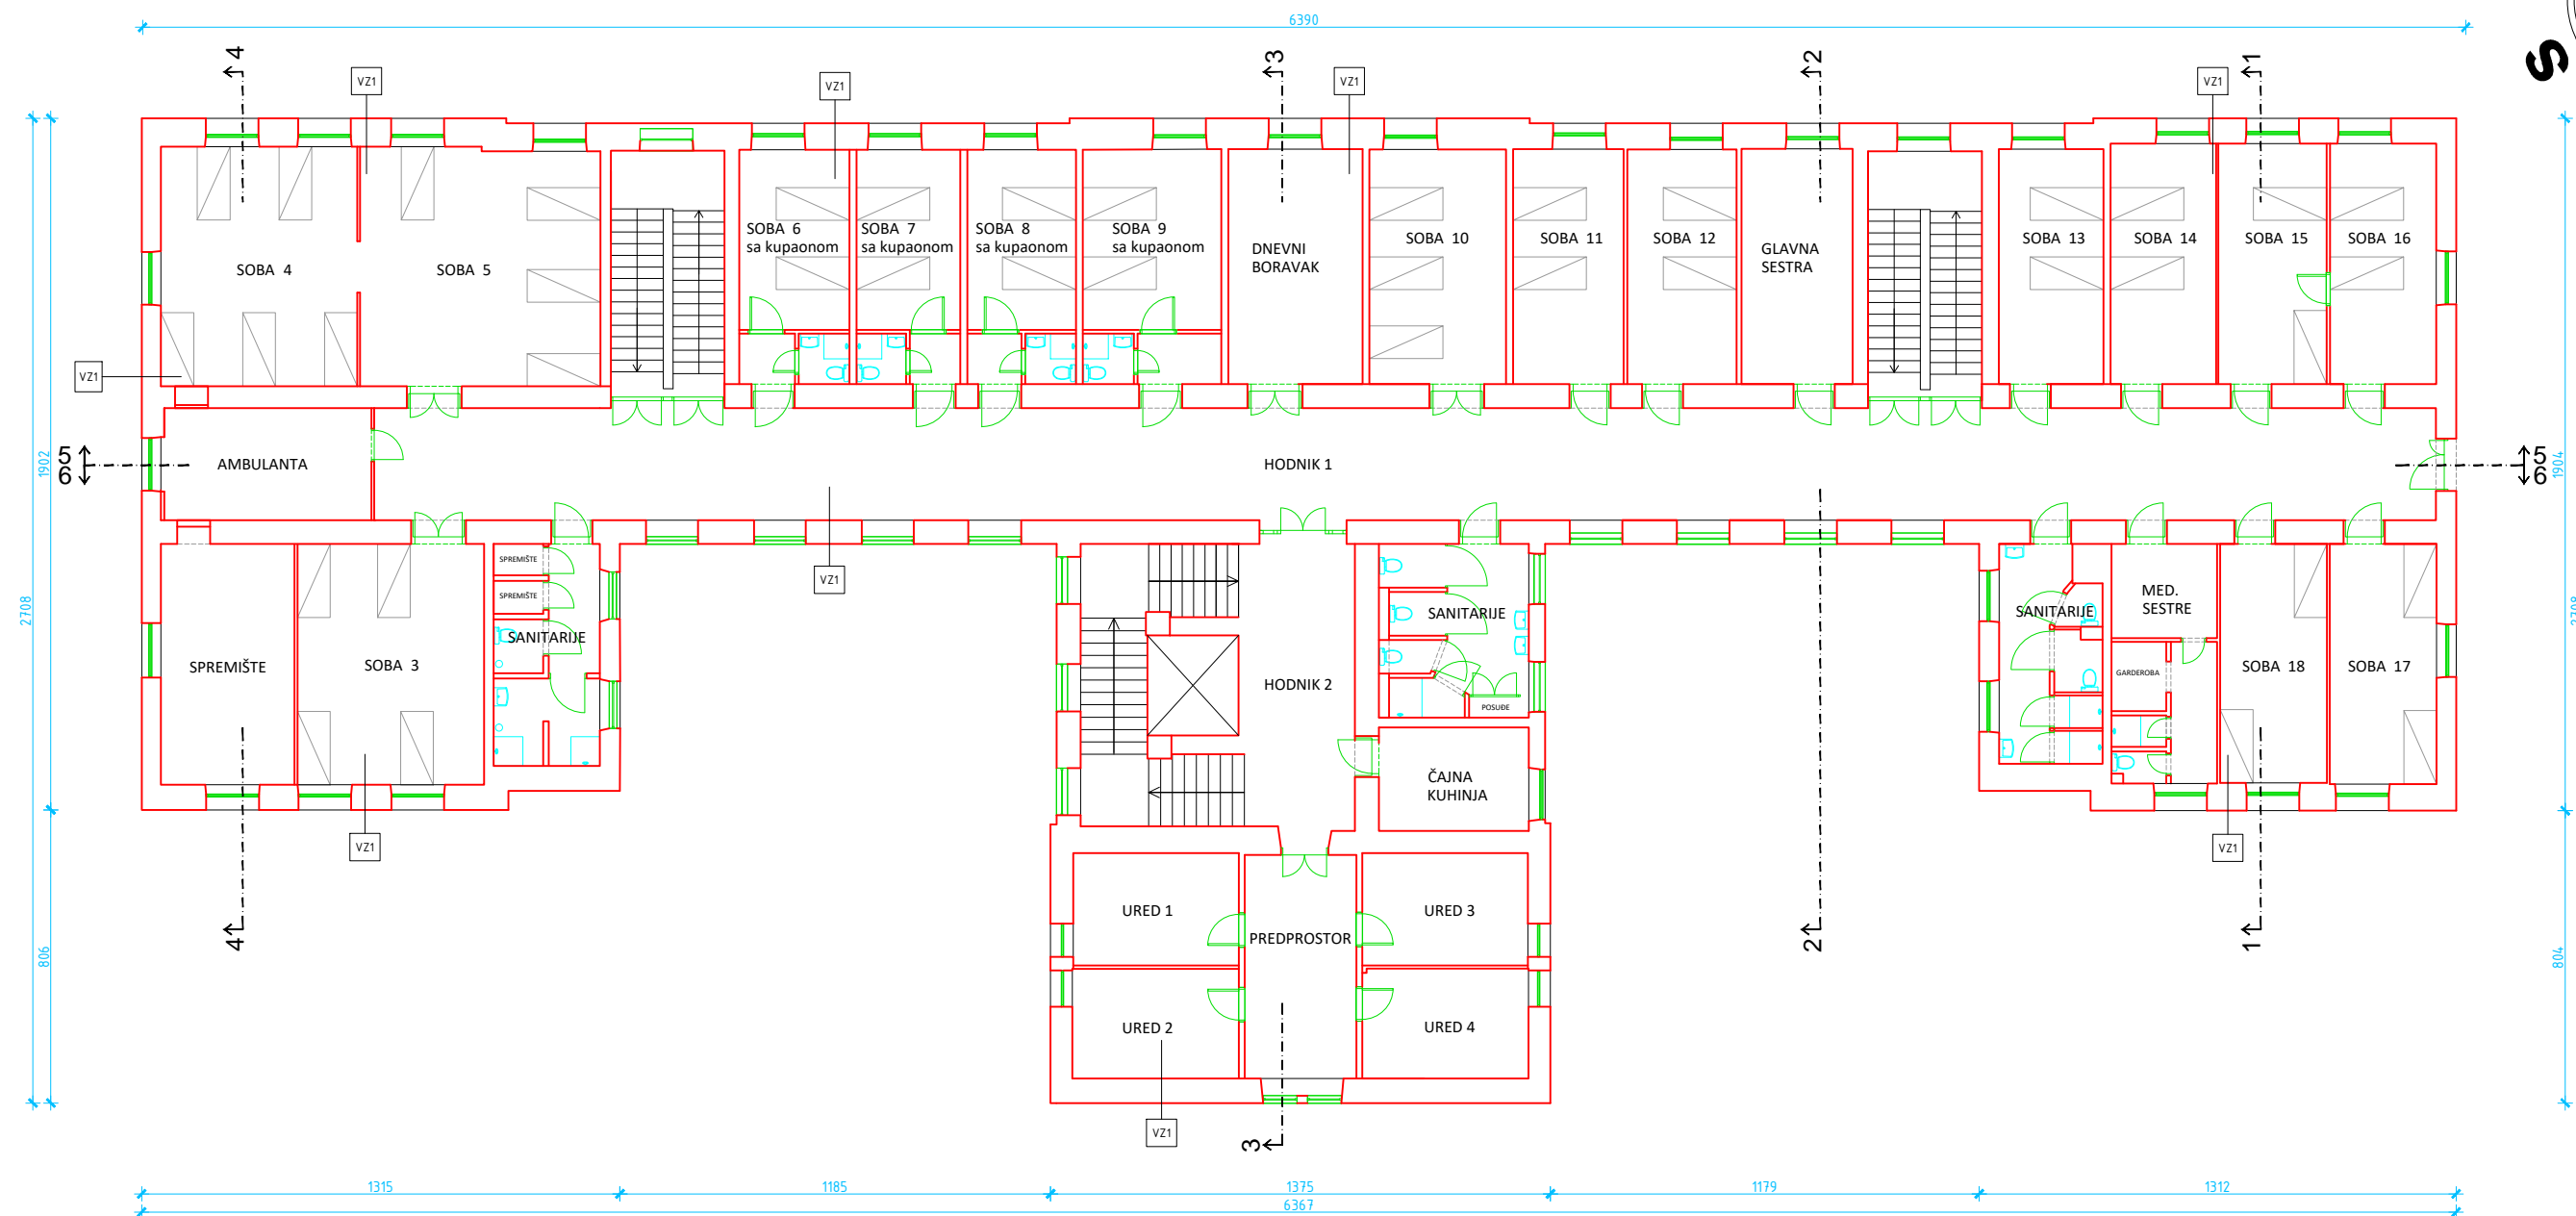 6390
S
4
3
2
1
VZ1
VZ1
VZ1
VZ1
SOBA 6
sa kupaonom
SOBA 7
sa kupaonom
SOBA 8
sa kupaonom
SOBA 9
sa kupaonom
DNEVNI
BORAVAK
SOBA 10
SOBA 11
SOBA 12
GLAVNA
SESTRA
SOBA 13
SOBA 14
SOBA 15
SOBA 16
SOBA 4
SOBA 5
VZ1
1902
5
6
AMBULANTA
HODNIK 1
5
6
1904
2708
SPREMIŠTE
SPREMIŠTE
SANITARIJE
SPREMIŠTE
SOBA 3
VZ1
HODNIK 2
SANITARIJE
POSUĐE
ČAJNA
KUHINJA
SANITARIJE
MED.
SESTRE
GARDEROBA
SOBA 18
SOBA 17
2708
VZ1
VZ1
806
4
URED 1
URED 3
PREDPROSTOR
URED 2
URED 4
2
1
804
VZ1
3
1315
1185
1375
1179
1312
6367